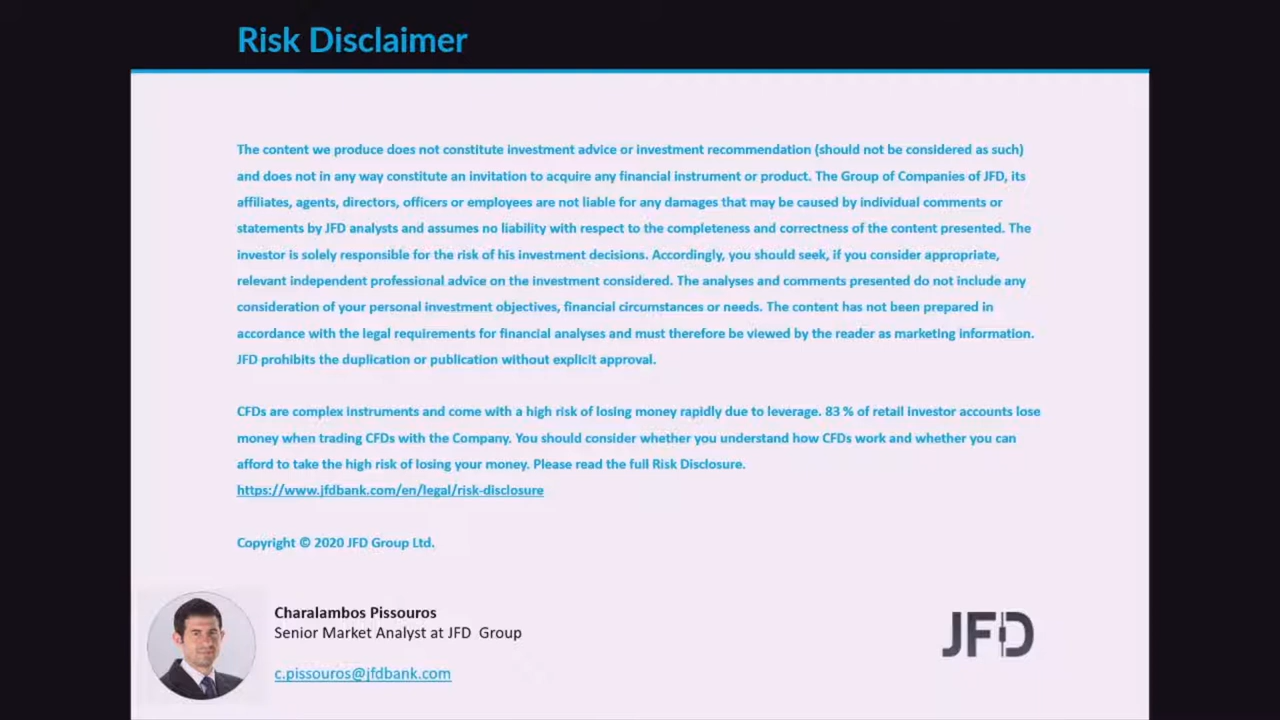 Risk Disclaimer
The content we produce does not constitute investment advice or investment recommendation (should not be considered as such)
and does not in any way constitute an invitation to acquire any financial instrument or product. The Group of Companies of JFD, its
affiliates, agents, directors, officers or employees are not liable for any damages that may be caused by individual comments or
statements by JFD analysts and assumes no liability with respect to the completeness and correctness of the content presented. The
investor is solely responsible for the risk of his investment decisions. Accordingly, you should seek, if you consider appropriate,
relevant independent professional advice on the investment considered. The analyses and comments presented do not include any
consideration of your personal investment objectives, financial circumstances or needs. The content has not been prepared in
accordance with the legal requirements for financial analyses and must therefore be viewed by the reader as marketing information.
JFD prohibits the duplication or publication without explicit approval.
CFDs are complex instruments and come with a high risk of losing money rapidly due to leverage. 83 % of retail investor accounts lose
money when trading CFDs with the Company. You should consider whether you understand how CFDs work and whether you can
afford to take the high risk of losing your money. Please read the full Risk Disclosure.
https://www.jfdbank.com/en/legal/risk-disclosure
Copyright © 2020 JFD Group Ltd.
Charalambos Pissouros
Senior Market Analyst at JFD Group
c.pissouros@jfdbank.com
JFD